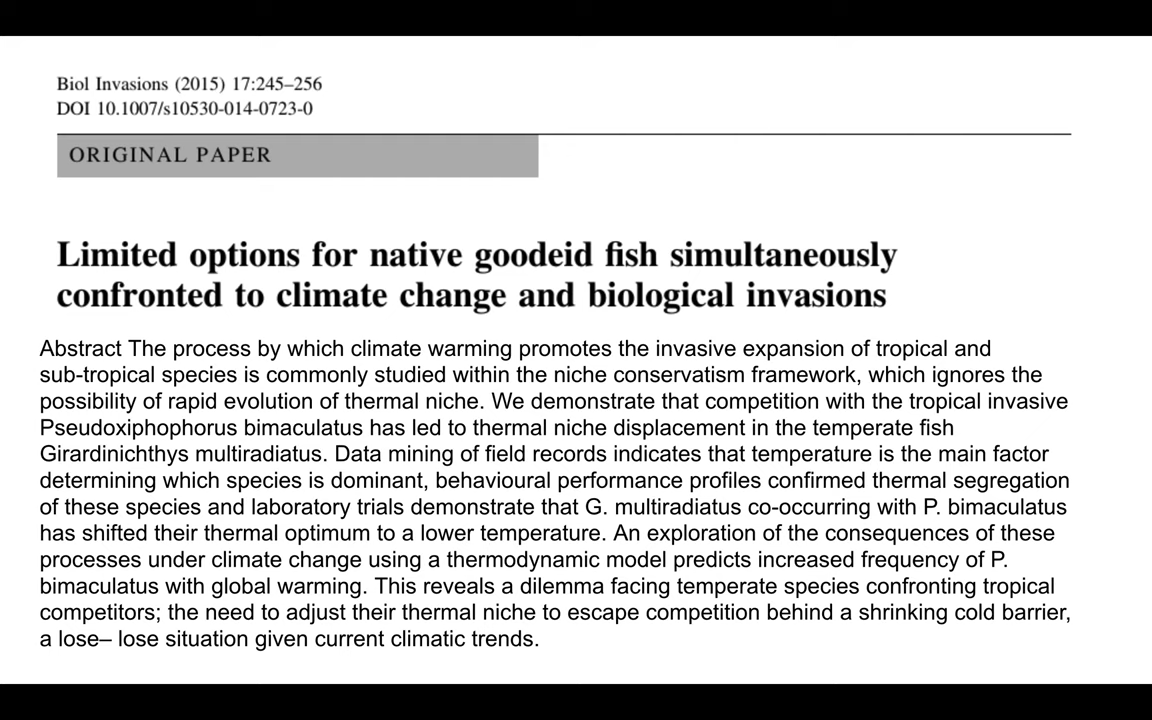 Biol Invasions (2015) 17:245–256
DOI 10.1007/s10530-014-0723-0
ORIGINAL PAPER
Limited options for native goodeid fish simultaneously
confronted to climate change and biological invasions
Abstract The process by which climate warming promotes the invasive expansion of tropical and
sub-tropical species is commonly studied within the niche conservatism framework, which ignores the
possibility of rapid evolution of thermal niche. We demonstrate that competition with the tropical invasive
Pseudoxiphophorus bimaculatus has led to thermal niche displacement in the temperate fish
Girardinichthys multiradiatus. Data mining of field records indicates that temperature is the main factor
determining which species is dominant, behavioural performance profiles confirmed thermal segregation
of these species and laboratory trials demonstrate that G. multiradiatus co-occurring with P. bimaculatus
has shifted their thermal optimum to a lower temperature. An exploration of the consequences of these
processes under climate change using a thermodynamic model predicts increased frequency of P.
bimaculatus with global warming. This reveals a dilemma facing temperate species confronting tropical
competitors; the need to adjust their thermal niche to escape competition behind a shrinking cold barrier,
a lose– lose situation given current climatic trends.